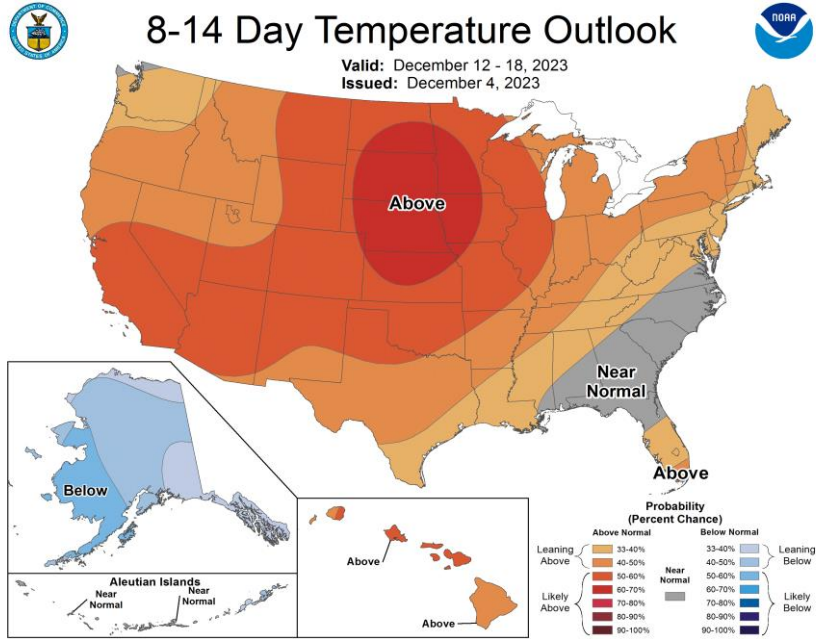 8-14 Day Temperature Outlook
Valid: December 12 - 18, 2023
Issued: December 4, 2023
NOAA
Above
Near
Normal
Above
Below
Aleutian Islands
Near
Normal
Near
Normal
Above
Above
Probability
(Percent Chance)
Above Normal
Below Normal
Leaning
Above
33-40%
40-50%
Likely
Above
50-60%
60-70%
70-80%
80-90%
90-100%
Near
Normal
33-40%
40-50%
Leaning
Below
50-60%
60-70%
70-80%
80-90%
90-100%
Likely
Below